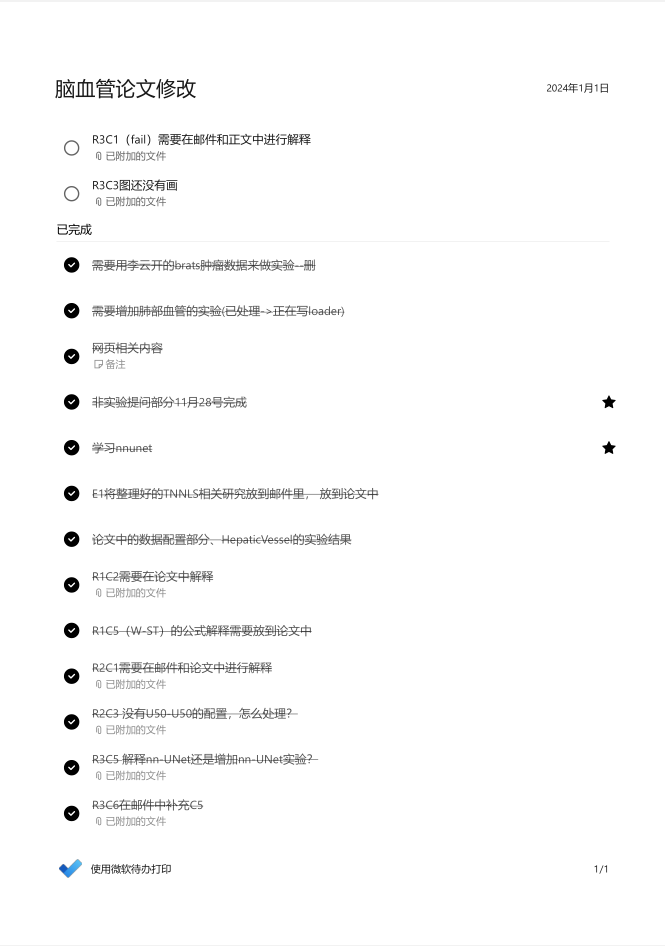 脑血管论文修改
2024年1月1日
R3C1（fail）需要在邮件和正文中进行解释
已附加的文件
R3C3图还没有画
已附加的文件
已完成
需要用李云开的brats肿瘤数据来做实验--删
需要增加肺部血管的实验(已处理->正在写loader)
网页相关内容
备注
非实验提问部分11月28号完成
学习nnunet
E1将整理好的TNNLS相关研究放到邮件里， 放到论文中
论文中的数据配置部分、HepaticVessel的实验结果
R1C2需要在论文中解释
已附加的文件
R1C5（W-ST）的公式解释需要放到论文中
R2C1需要在邮件和论文中进行解释
已附加的文件
R2C3 没有U50-U50的配置，怎么处理？
已附加的文件
R3C5 解释nn-UNet还是增加nn-UNet实验？
已附加的文件
R3C6在邮件中补充C5
已附加的文件
使用微软待办打印
1/1